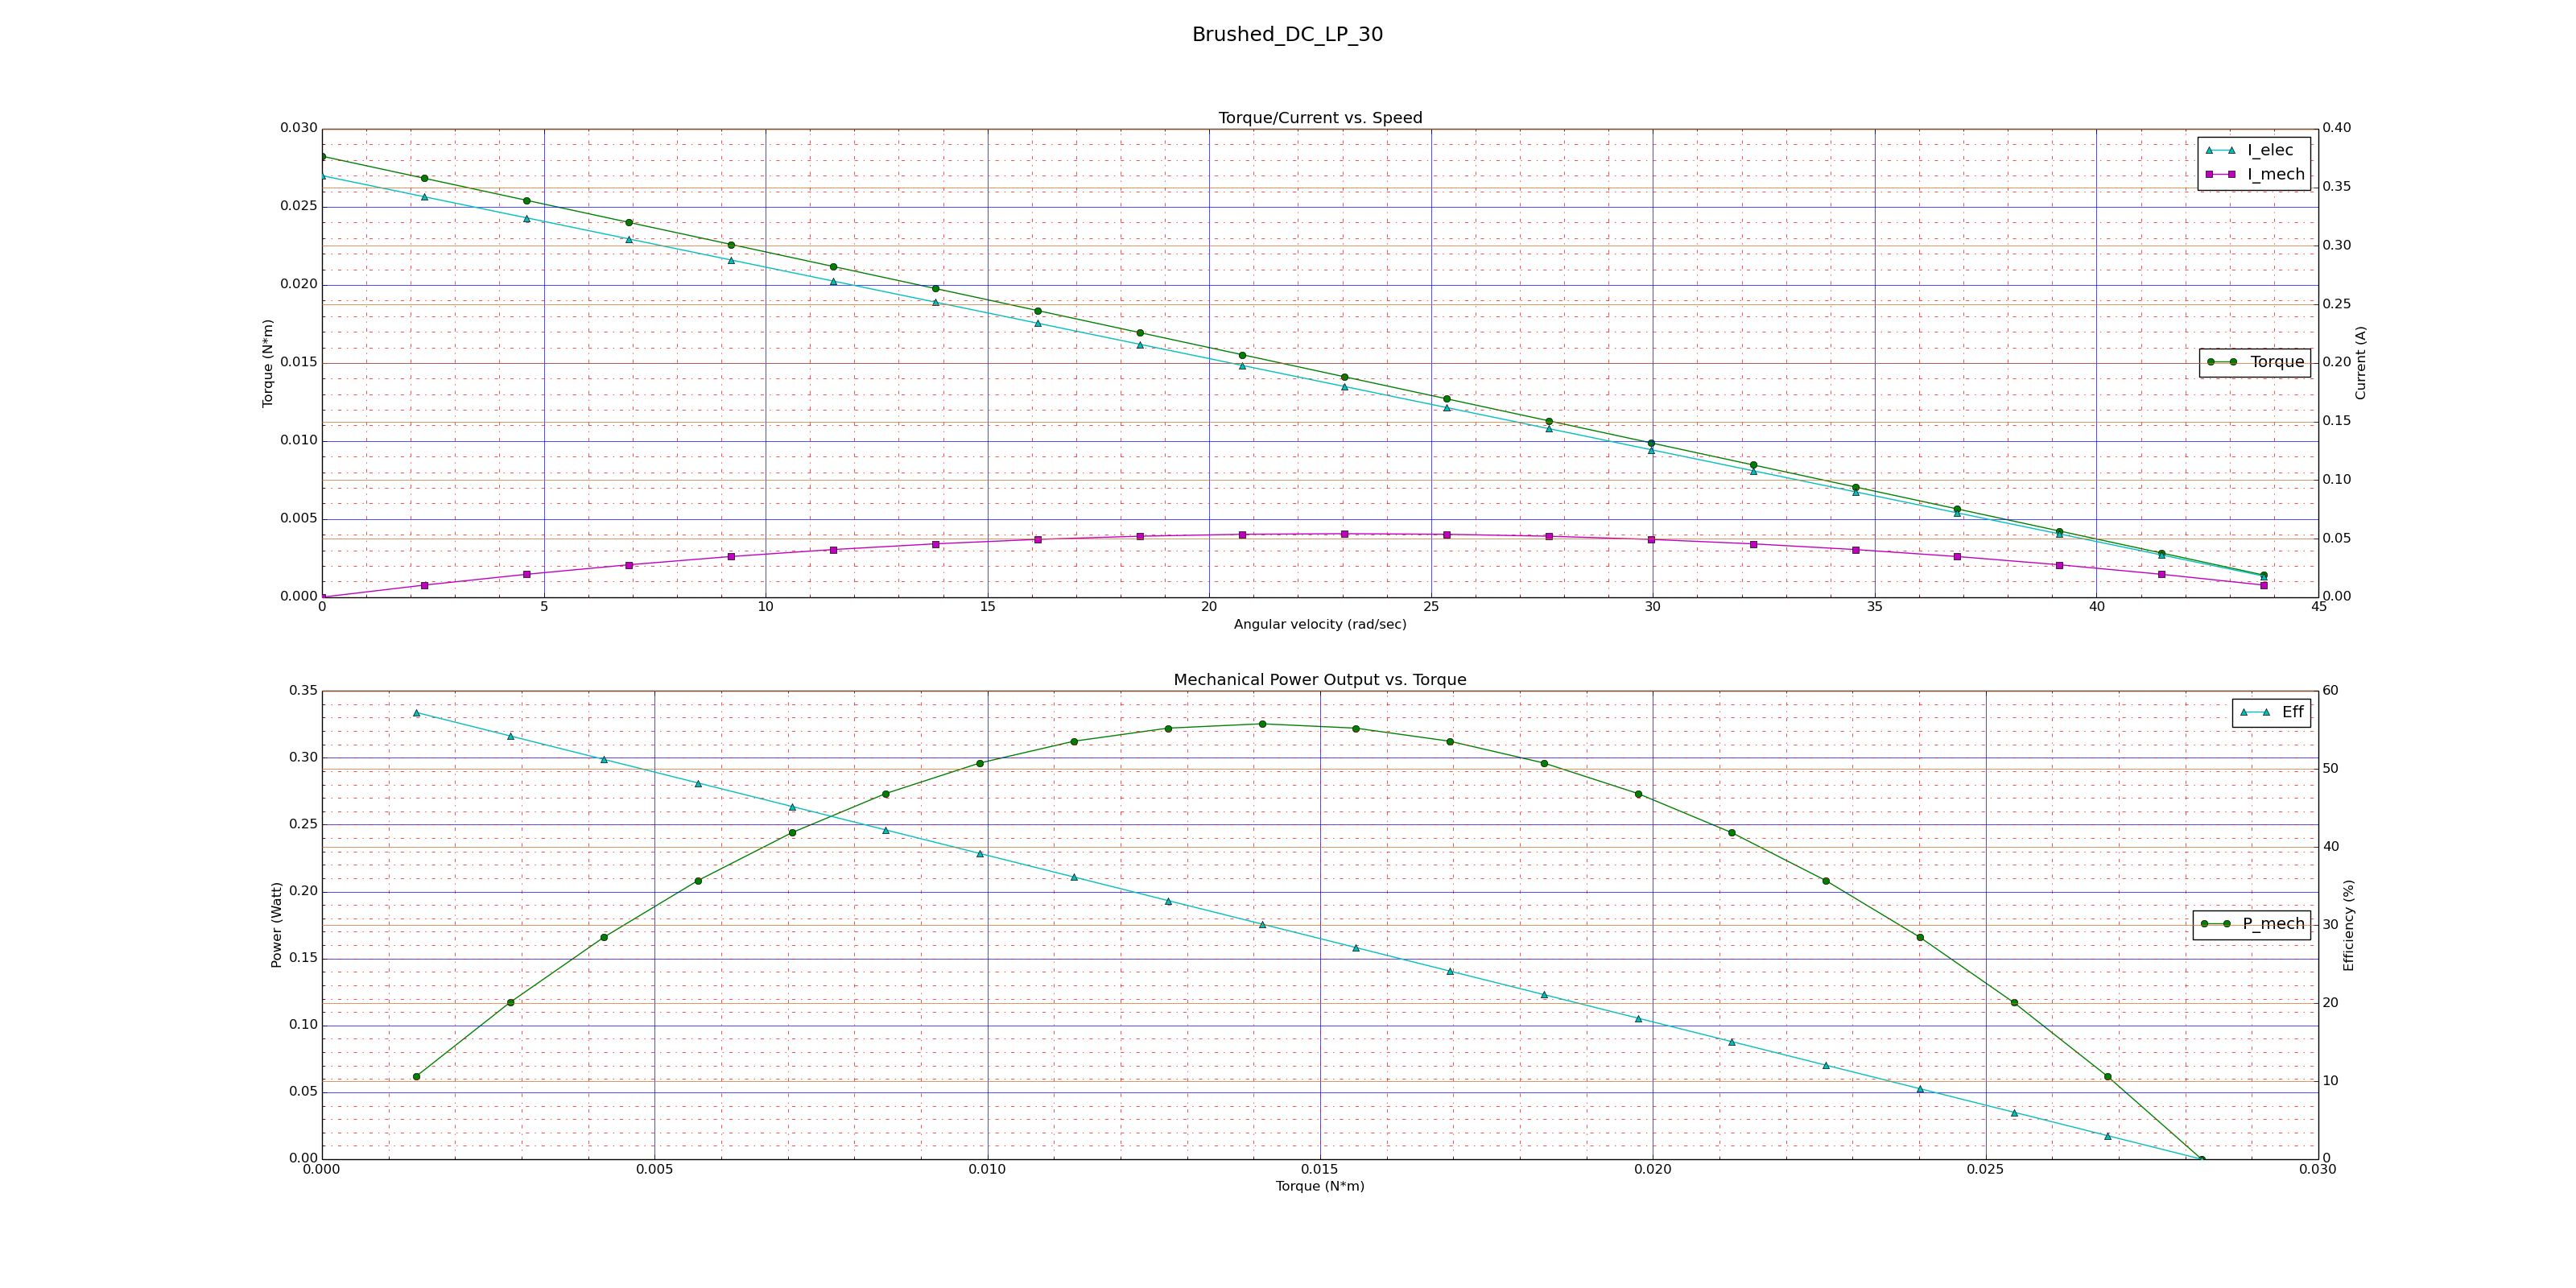 Brushed_DC_LP_30
Torque/Current vs. Speed
0.030
0.025
0.020
0.015
0.010
0.005
0.000
Torque (N*m)
0.40
0.35
0.30
0.25
0.20
0.15
0.10
0.05
0.00
Current (A)
I_elec
I_mech
Torque
0 5 10 15 20 25 30 35 40 45
Angular velocity (rad/sec)
Mechanical Power Output vs. Torque
0.35
0.30
0.25
0.20
0.15
0.10
0.05
0.00
Power (Watt)
60
50
40
30
20
10
0
Efficiency (%)
Eff
P_mech
0.000 0.005 0.010 0.015 0.020 0.025 0.030
Torque (N*m)